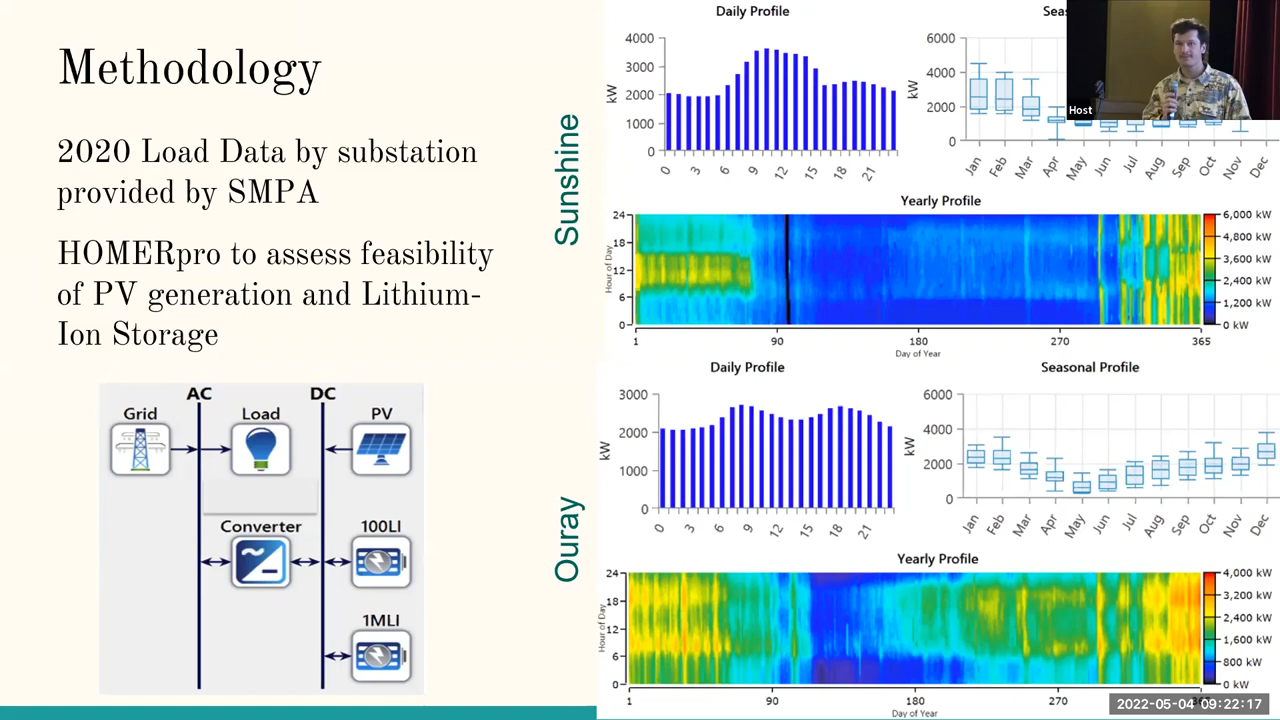 Methodology
2020 Load Data by substation
provided by SMPA
HOMERpro to assess feasibility
of PV generation and Lithium-
Ion Storage
AC
DC
Grid
Load
PV
Converter
100LI
1MLI
Sunshine
Daily Profile
kW
4000
3000
2000
1000
0
0 3 6 9 12 15 18 21
Seas
kW
6000
4000
2000
0
Jan Feb Mar Apr May Jun Jul Aug Sep Oct Nov Dec
Host
Yearly Profile
Hour of Day
24
18
12
6
0
1 90 180 270 365
Day of Year
6,000 kW
4,800 kW
3,600 kW
2,400 kW
1,200 kW
0 kW
Ouray
Daily Profile
kW
3000
2000
1000
0
0 3 6 9 12 15 18 21
Seasonal Profile
kW
6000
4000
2000
0
Jan Feb Mar Apr May Jun Jul Aug Sep Oct Nov Dec
Yearly Profile
Hour of Day
24
18
12
6
0
1 90 180 270
Day of Year
4,000 kW
3,200 kW
2,400 kW
1,600 kW
800 kW
0 kW
2022-05-04 09:22:17